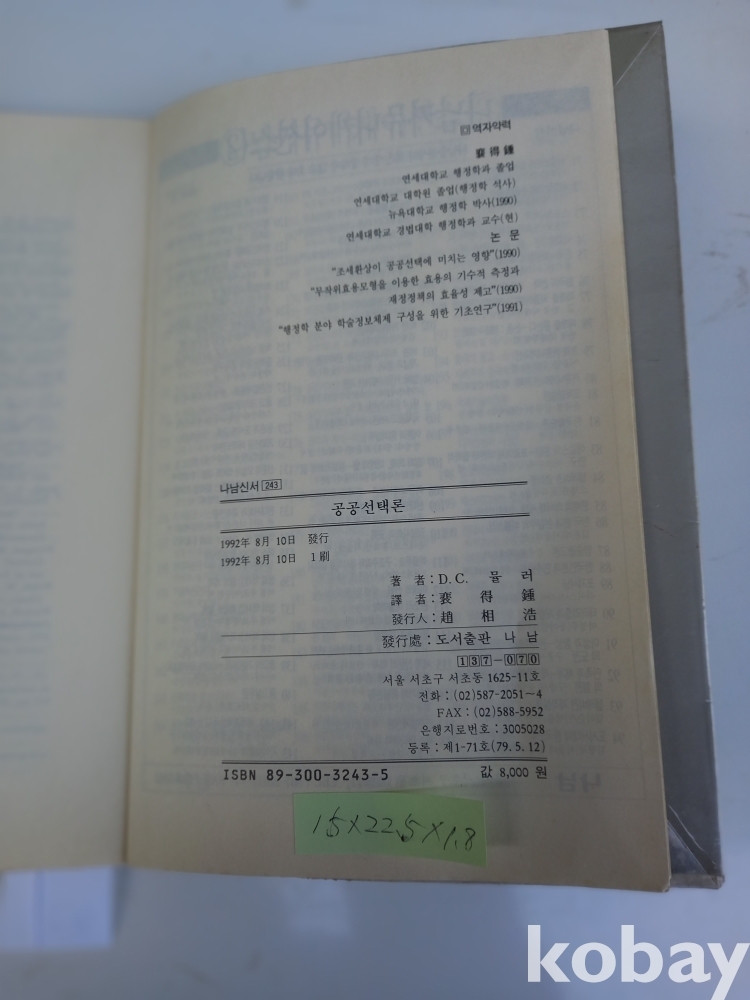 역자약력
裵得鍾
연세대학교 행정학과 졸업
연세대학교 대학원 졸업(행정학 석사)
뉴욕대학교 행정학 박사(1990)
연세대학교 경법대학 행정학과 교수(현)
논 문
“조세환상이 공공선택에 미치는 영향”(1990)
“무작위효용모형을 이용한 효용의 기수적 측정과
재정정책의 효율성 제고”(1990)
“행정학 분야 학술정보체제 구성을 위한 기초연구”(1991)
나남신서 243
공공선택론
1992年 8月 10日 發行
1992年 8月 10日 1刷
著 者 : D. C. 뮬 러
譯 者 : 裵 得 鍾
發行人 : 趙 相 浩
發行處 : 도서출판 나 남
137-070
서울 서초구 서초동 1625-11호
전화 : (02)587-2051~4
FAX : (02)588-5952
은행지로번호 : 3005028
등록 : 제1-71호(79. 5. 12)
ISBN 89-300-3243-5 값 8,000 원
15×22.5×1.8
kobay